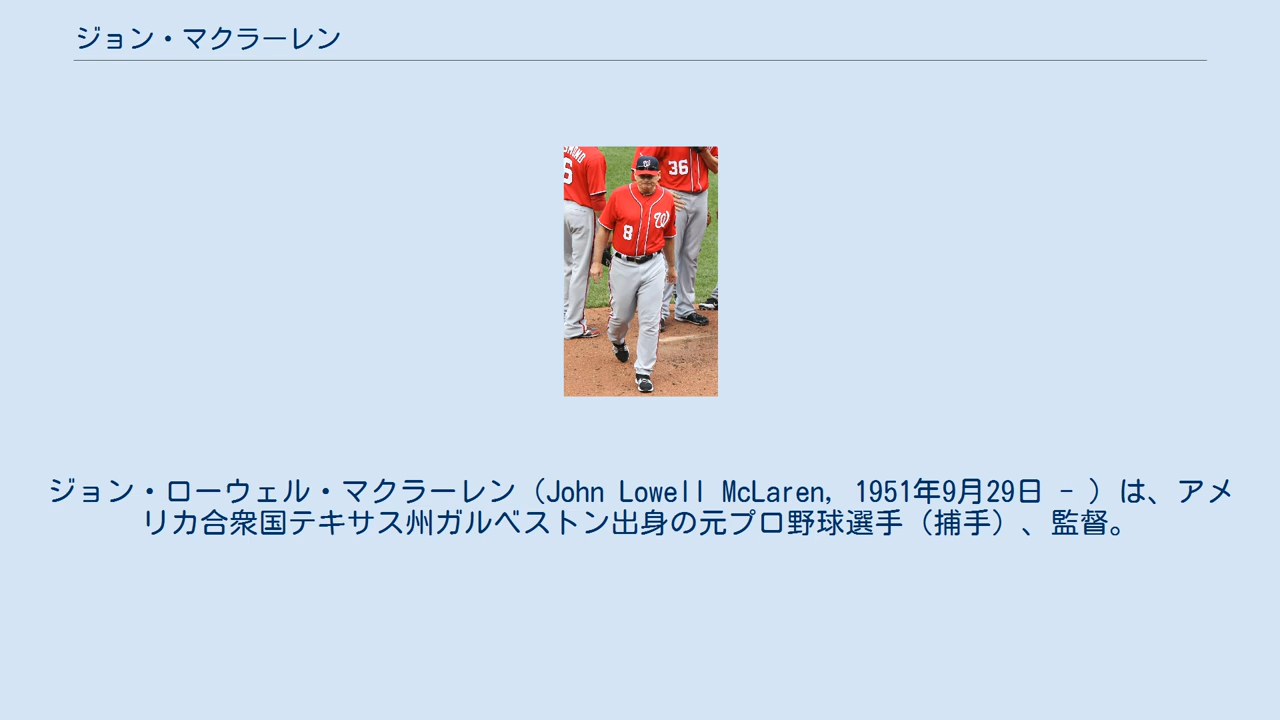 ジョン・マクラーレン
36
6
8
W
ジョン・ローウェル・マクラーレン（John Lowell McLaren, 1951年9月29日 - ）は、アメ
リカ合衆国テキサス州ガルベストン出身の元プロ野球選手（捕手）、監督。